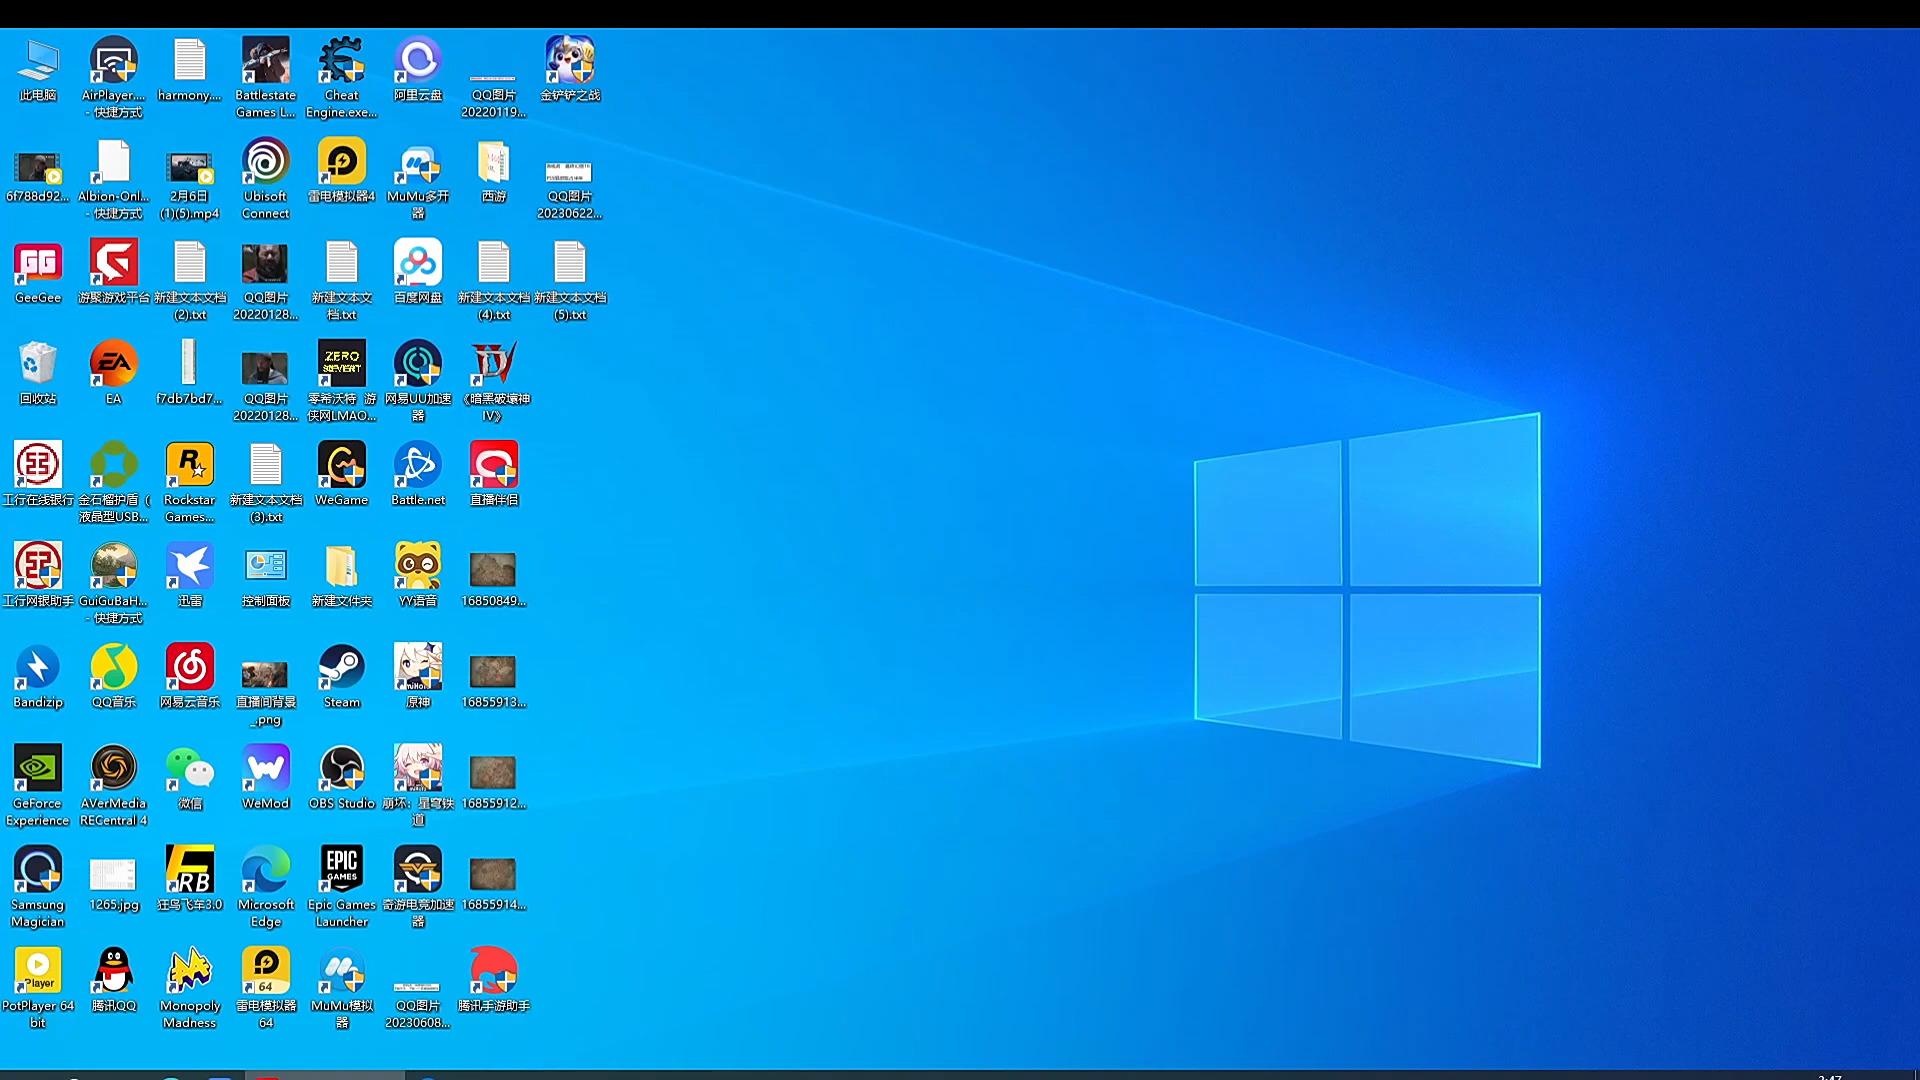 此电脑
AirPlayer....
- 快捷方式
harmony....
Battlestate
Games L...
Cheat
Engine.exe...
阿里云盘
QQ图片
20220119...
金铲铲之战
6f788d92...
Albion-Onl...
- 快捷方式
2月6日
(1)(5).mp4
Ubisoft
Connect
雷电模拟器4
MuMu多开
器
西游
QQ图片
20230622...
GG
GeeGee
游聚游戏平台
新建文本文档
(2).txt
QQ图片
20220128...
新建文本文
档.txt
百度网盘
新建文本文档
(4).txt
新建文本文档
(5).txt
回收站
EA
EA
f7db7bd7...
QQ图片
20220128...
ZERO
SIEVERT
零希沃特 游
侠网LMAO...
网易UU加速
器
《暗黑破坏神
IV》
工行在线银行
金石榴护盾（
液晶型USB...
R
Rockstar
Games...
新建文本文档
(3).txt
WeGame
Battle.net
直播伴侣
工行网银助手
GuiGuBaH...
- 快捷方式
迅雷
控制面板
新建文件夹
YY语音
16850849...
Bandizip
QQ音乐
网易云音乐
直播间背景
_.png
Steam
原神
16855913...
GeForce
Experience
AVerMedia
RECentral 4
微信
WeMod
OBS Studio
崩坏：星穹铁
道
16855912...
Samsung
Magician
1265.jpg
RB
狂鸟飞车3.0
Microsoft
Edge
EPIC
GAMES
Epic Games
Launcher
奇游电竞加速
器
16855914...
Player
PotPlayer 64
bit
腾讯QQ
Monopoly
Madness
64
雷电模拟器
64
MuMu模拟
器
QQ图片
20230608...
腾讯手游助手